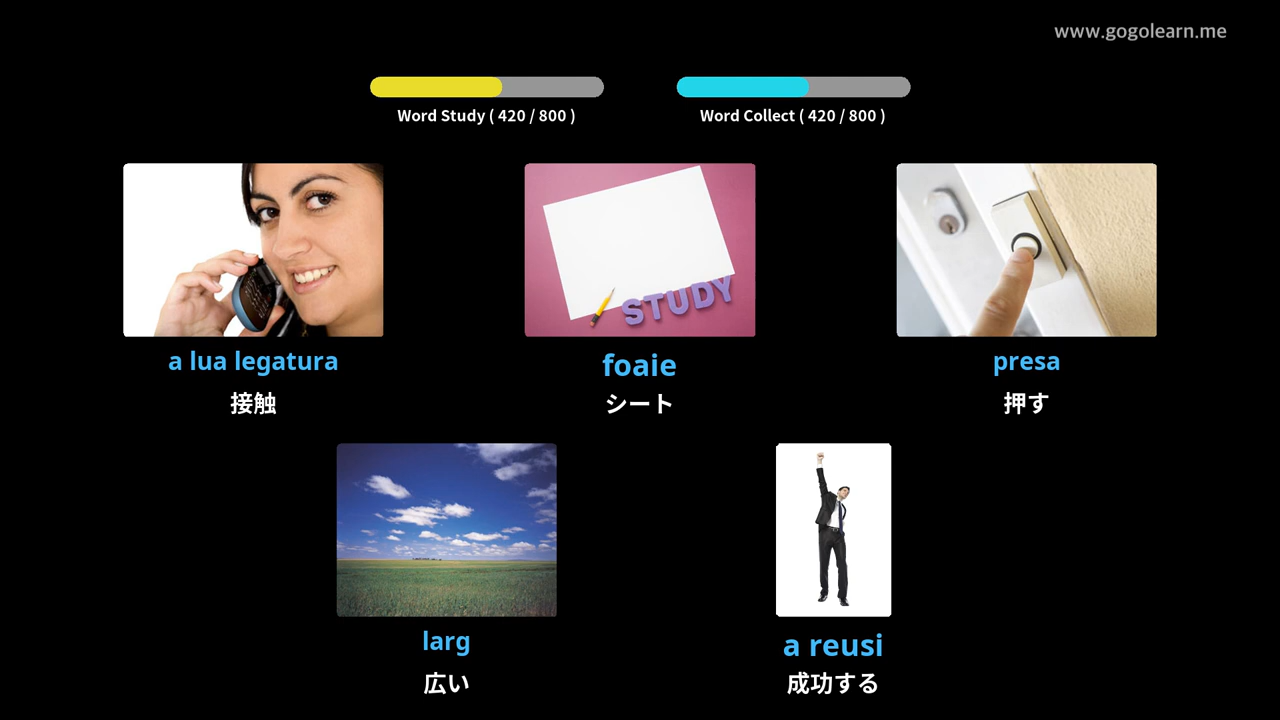 www.gogolearn.me
Word Study ( 420 / 800 )
Word Collect ( 420 / 800 )
STUDY
a lua legatura
接触
foaie
シート
presa
押す
larg
広い
a reusi
成功する